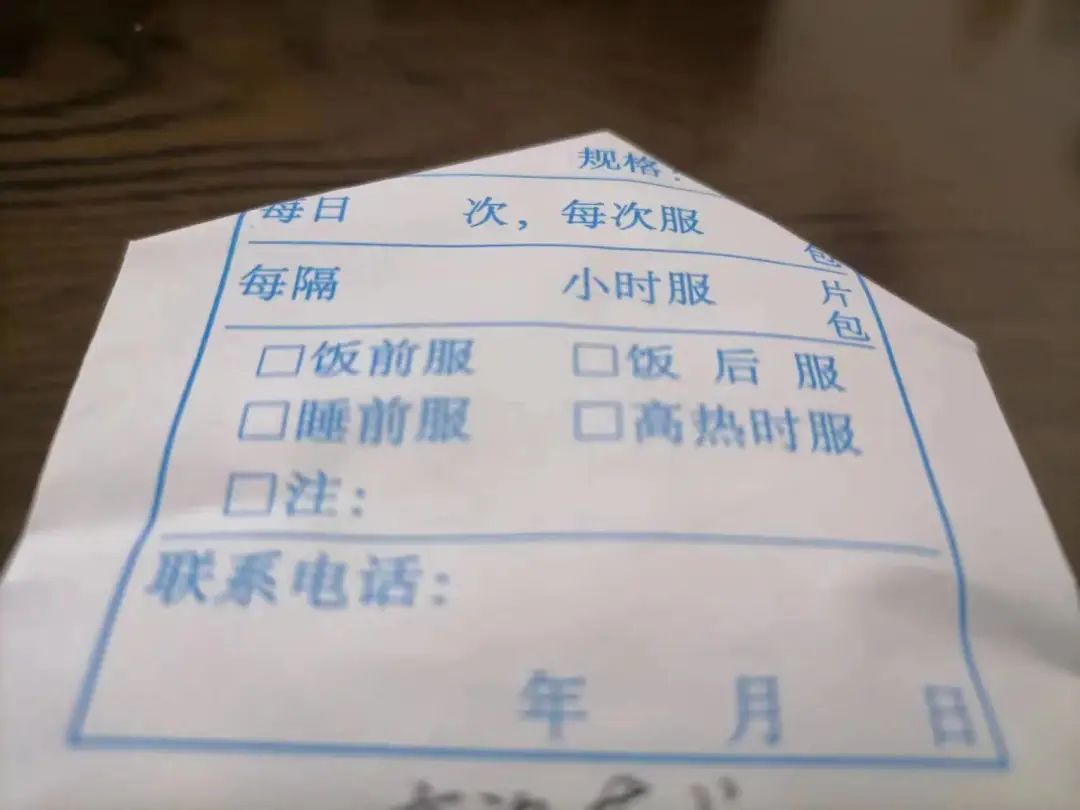 规格：
每日 次，每次服 包
每隔 小时服 片
包
□饭前服 □饭后服
□睡前服 □高热时服
□注：
联系电话：
年 月 日